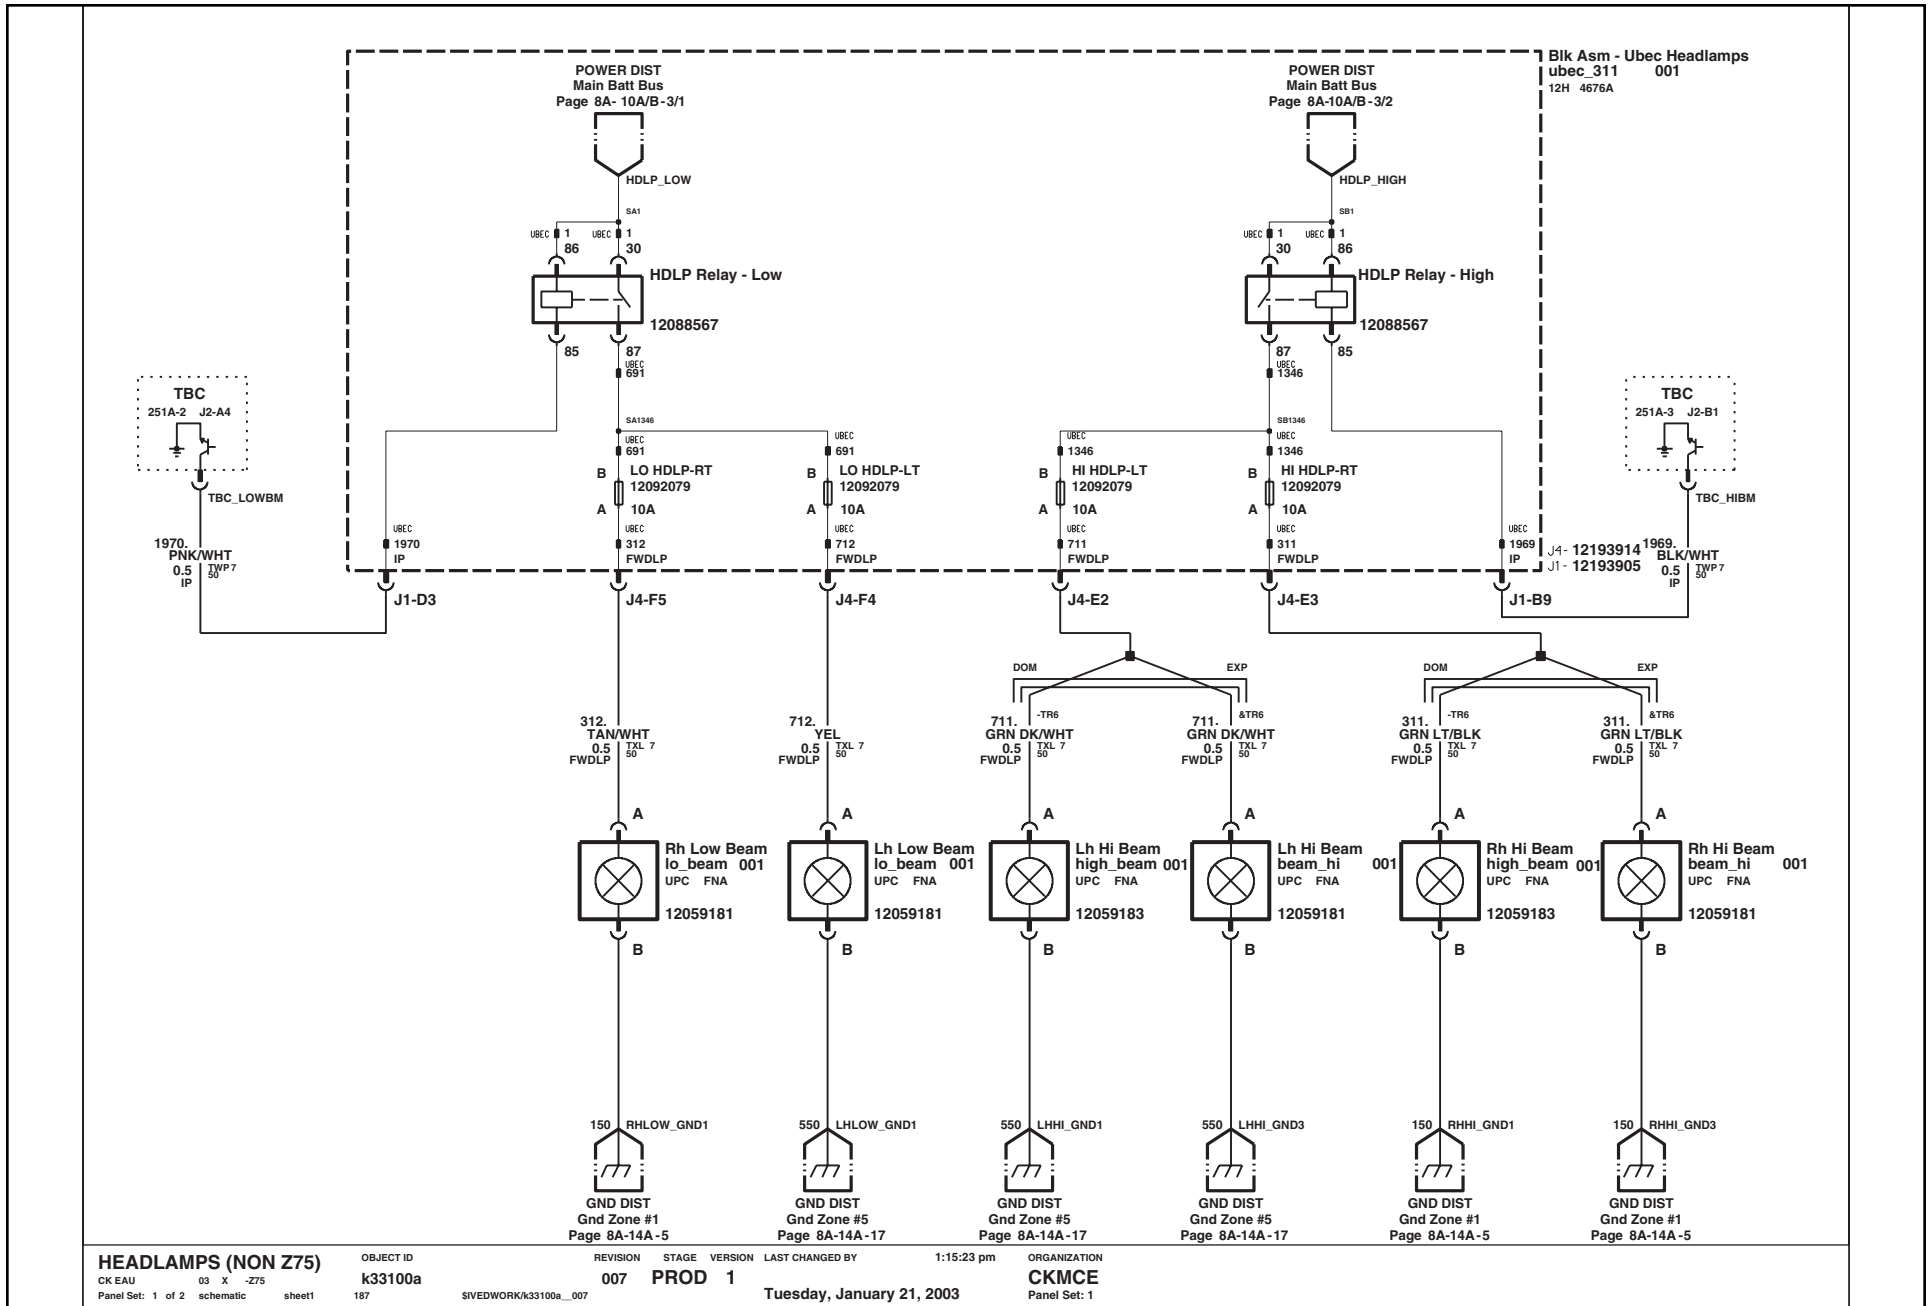 POWER DIST
Main Batt Bus
Page 8A- 10A/B-3/1
POWER DIST
Main Batt Bus
Page 8A-10A/B-3/2
Blk Asm - Ubec Headlamps
ubec_311 001
12H 4676A
HDLP_LOW
HDLP_HIGH
SA1
SB1
UBEC 1 UBEC 1
86 30
UBEC 1 UBEC 1
30 86
HDLP Relay - Low
12088567
HDLP Relay - High
12088567
85 87
UBEC
691
87 85
UBEC
1346
TBC
251A-2 J2-A4
TBC_LOWBM
TBC
251A-3 J2-B1
TBC_HIBM
SA1346
SB1346
UBEC
691
B LO HDLP-RT
12092079
A 10A
UBEC
312
FWDLP
UBEC
691
B LO HDLP-LT
12092079
A 10A
UBEC
712
FWDLP
UBEC
1346
B HI HDLP-LT
12092079
A 10A
UBEC
711
FWDLP
UBEC
1346
B HI HDLP-RT
12092079
A 10A
UBEC
311
FWDLP
UBEC
1970
IP
UBEC
1969
IP
1970.
PNK/WHT
0.5 TWP 7
50
IP
J4- 12193914
J1- 12193905
1969.
BLK/WHT
0.5 TWP 7
50
IP
J1-D3 J4-F5 J4-F4 J4-E2 J4-E3 J1-B9
DOM EXP
DOM EXP
312.
TAN/WHT
0.5 TXL 7
50
FWDLP
712.
YEL
0.5 TXL 7
50
FWDLP
711. -TR6
GRN DK/WHT
0.5 TXL 7
50
FWDLP
711. &TR6
GRN DK/WHT
0.5 TXL 7
50
FWDLP
311. -TR6
GRN LT/BLK
0.5 TXL 7
50
FWDLP
311. &TR6
GRN LT/BLK
0.5 TXL 7
50
FWDLP
A A A A A A
Rh Low Beam
lo_beam 001
UPC FNA
12059181
Lh Low Beam
lo_beam 001
UPC FNA
12059181
Lh Hi Beam
high_beam 001
UPC FNA
12059183
Lh Hi Beam
beam_hi 001
UPC FNA
12059181
Rh Hi Beam
high_beam 001
UPC FNA
12059183
Rh Hi Beam
beam_hi 001
UPC FNA
12059181
B B B B B B
150 RHLOW_GND1
550 LHLOW_GND1
550 LHHI_GND1
550 LHHI_GND3
150 RHHI_GND1
150 RHHI_GND3
GND DIST
Gnd Zone #1
Page 8A-14A-5
GND DIST
Gnd Zone #5
Page 8A-14A-17
GND DIST
Gnd Zone #5
Page 8A-14A-17
GND DIST
Gnd Zone #5
Page 8A-14A-17
GND DIST
Gnd Zone #1
Page 8A-14A-5
GND DIST
Gnd Zone #1
Page 8A-14A-5
HEADLAMPS (NON Z75)
CK EAU 03 X -Z75
Panel Set: 1 of 2 schematic sheet1 187
OBJECT ID
k33100a
$IVEDWORK/k33100a__007
REVISION STAGE VERSION LAST CHANGED BY 1:15:23 pm
007 PROD 1
Tuesday, January 21, 2003
ORGANIZATION
CKMCE
Panel Set: 1